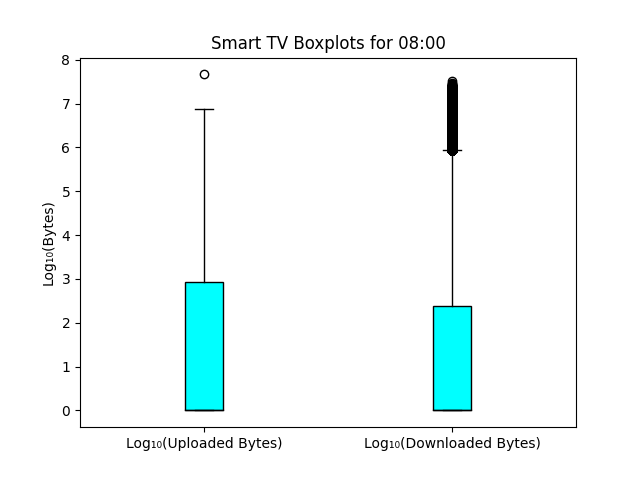 Smart TV Boxplots for 08:00
8
7
6
5
4
3
2
1
0
Log₁₀(Bytes)
Log₁₀(Uploaded Bytes)
Log₁₀(Downloaded Bytes)